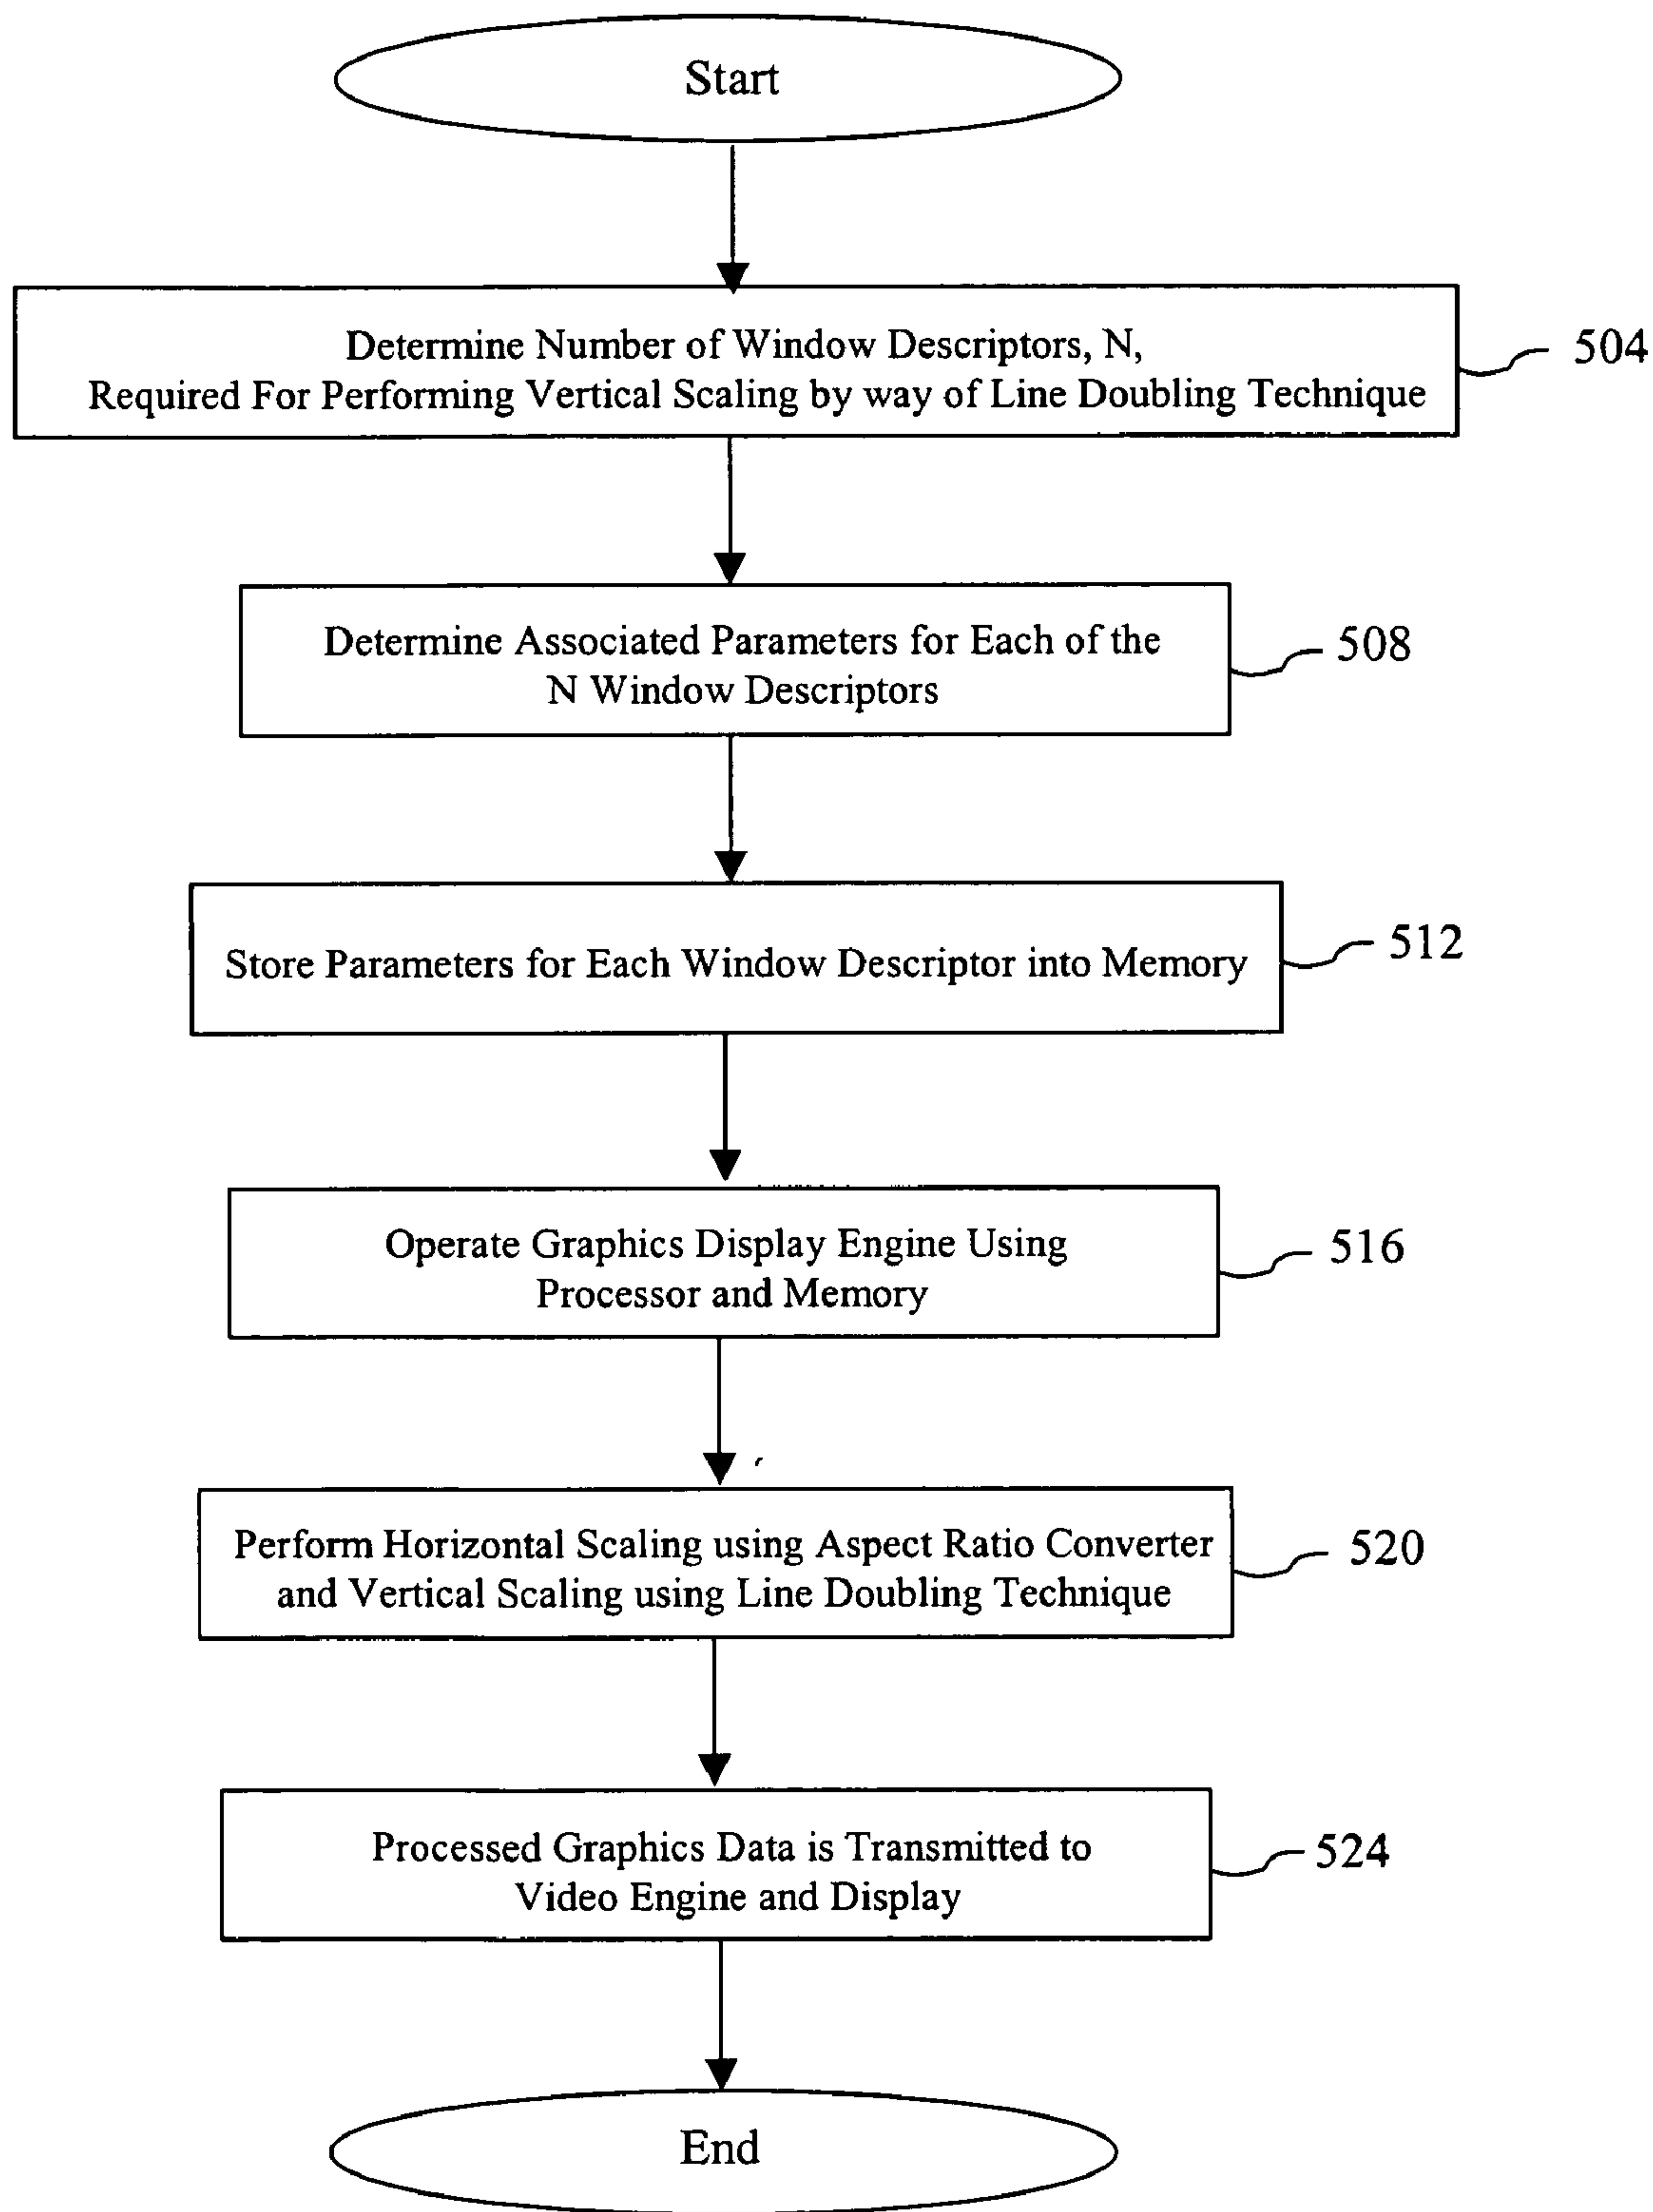 Start
Determine Number of Window Descriptors, N,
Required For Performing Vertical Scaling by way of Line Doubling Technique
504
Determine Associated Parameters for Each of the
N Window Descriptors
508
Store Parameters for Each Window Descriptor into Memory
512
Operate Graphics Display Engine Using
Processor and Memory
516
Perform Horizontal Scaling using Aspect Ratio Converter
and Vertical Scaling using Line Doubling Technique
520
Processed Graphics Data is Transmitted to
Video Engine and Display
524
End